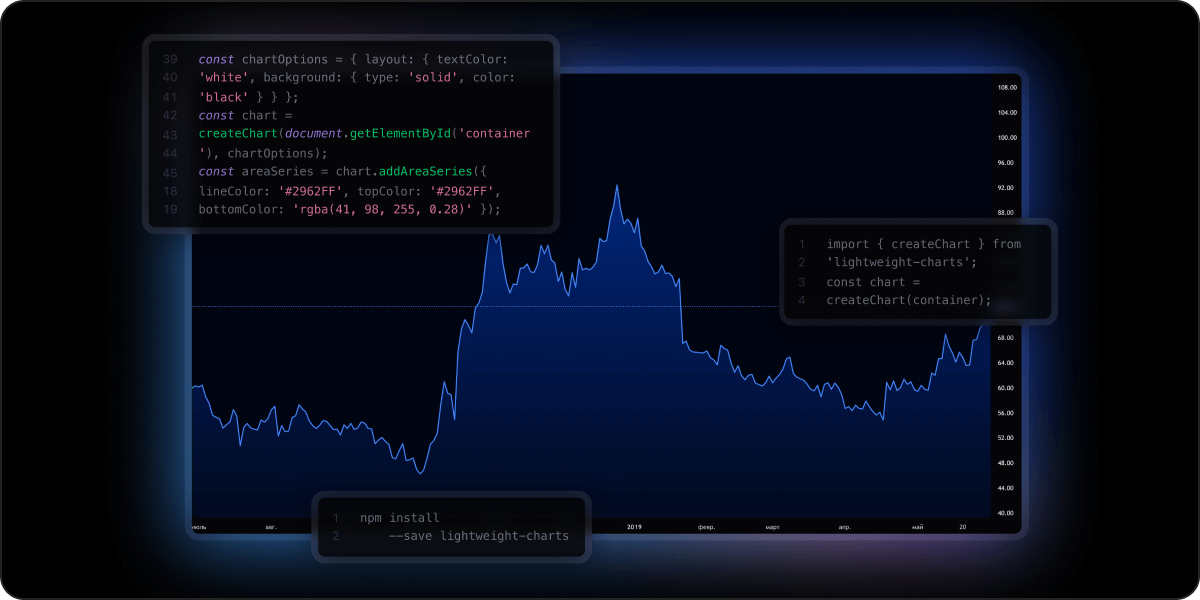 39 const chartOptions = { layout: { textColor:
40 'white', background: { type: 'solid', color:
41 'black' } } };
42 const chart =
43 createChart(document.getElementById('container
44 '), chartOptions);
45 const areaSeries = chart.addAreaSeries({
18 lineColor: '#2962FF', topColor: '#2962FF',
19 bottomColor: 'rgba(41, 98, 255, 0.28)' });
108.00
104.00
100.00
96.00
92.00
88.00
1 import { createChart } from
2 'lightweight-charts';
3 const chart =
4 createChart(container);
68.00
64.00
60.00
56.00
52.00
48.00
44.00
40.00
1 npm install
2 --save lightweight-charts
авг.
2019
февр.
март
апр.
май
20